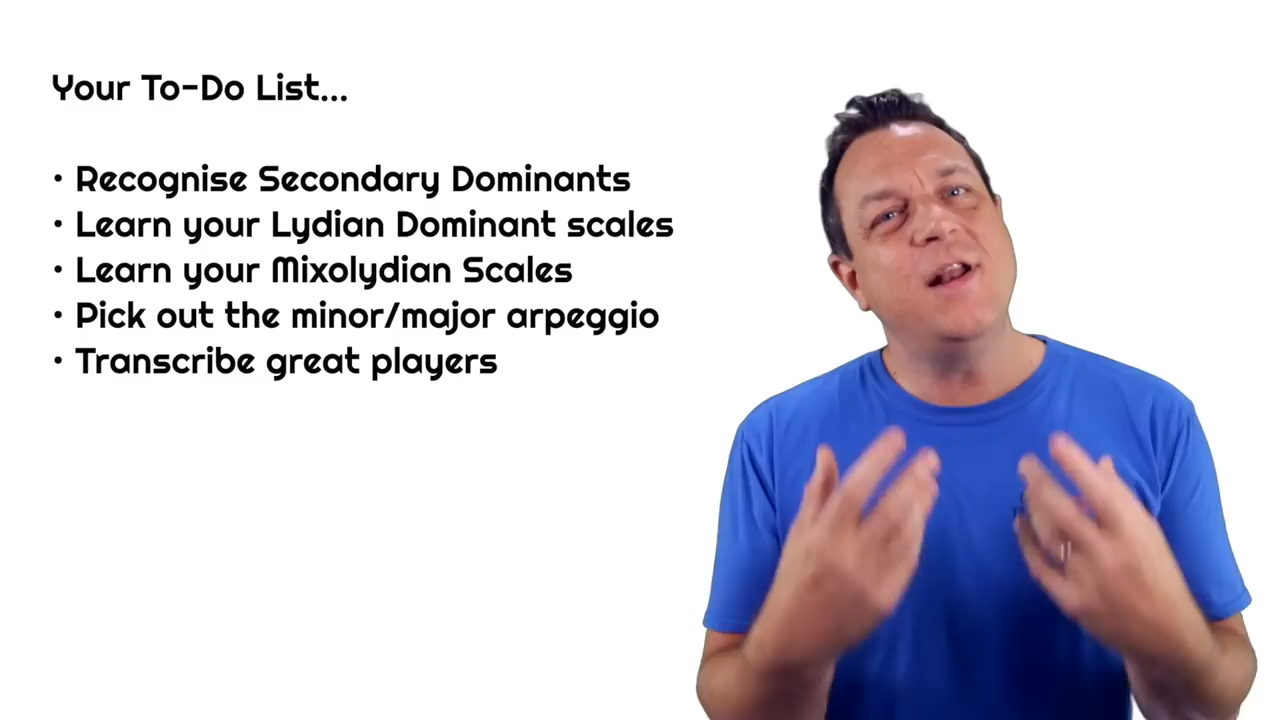 Your To-Do List...
• Recognise Secondary Dominants
• Learn your Lydian Dominant scales
• Learn your Mixolydian Scales
• Pick out the minor/major arpeggio
• Transcribe great players